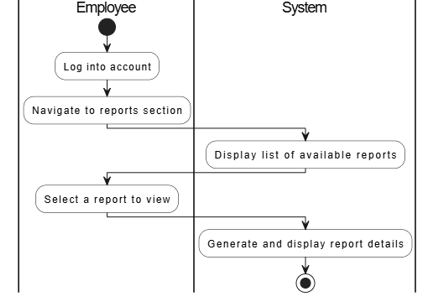 Employee
System
Log into account
Navigate to reports section
Display list of available reports
Select a report to view
Generate and display report details